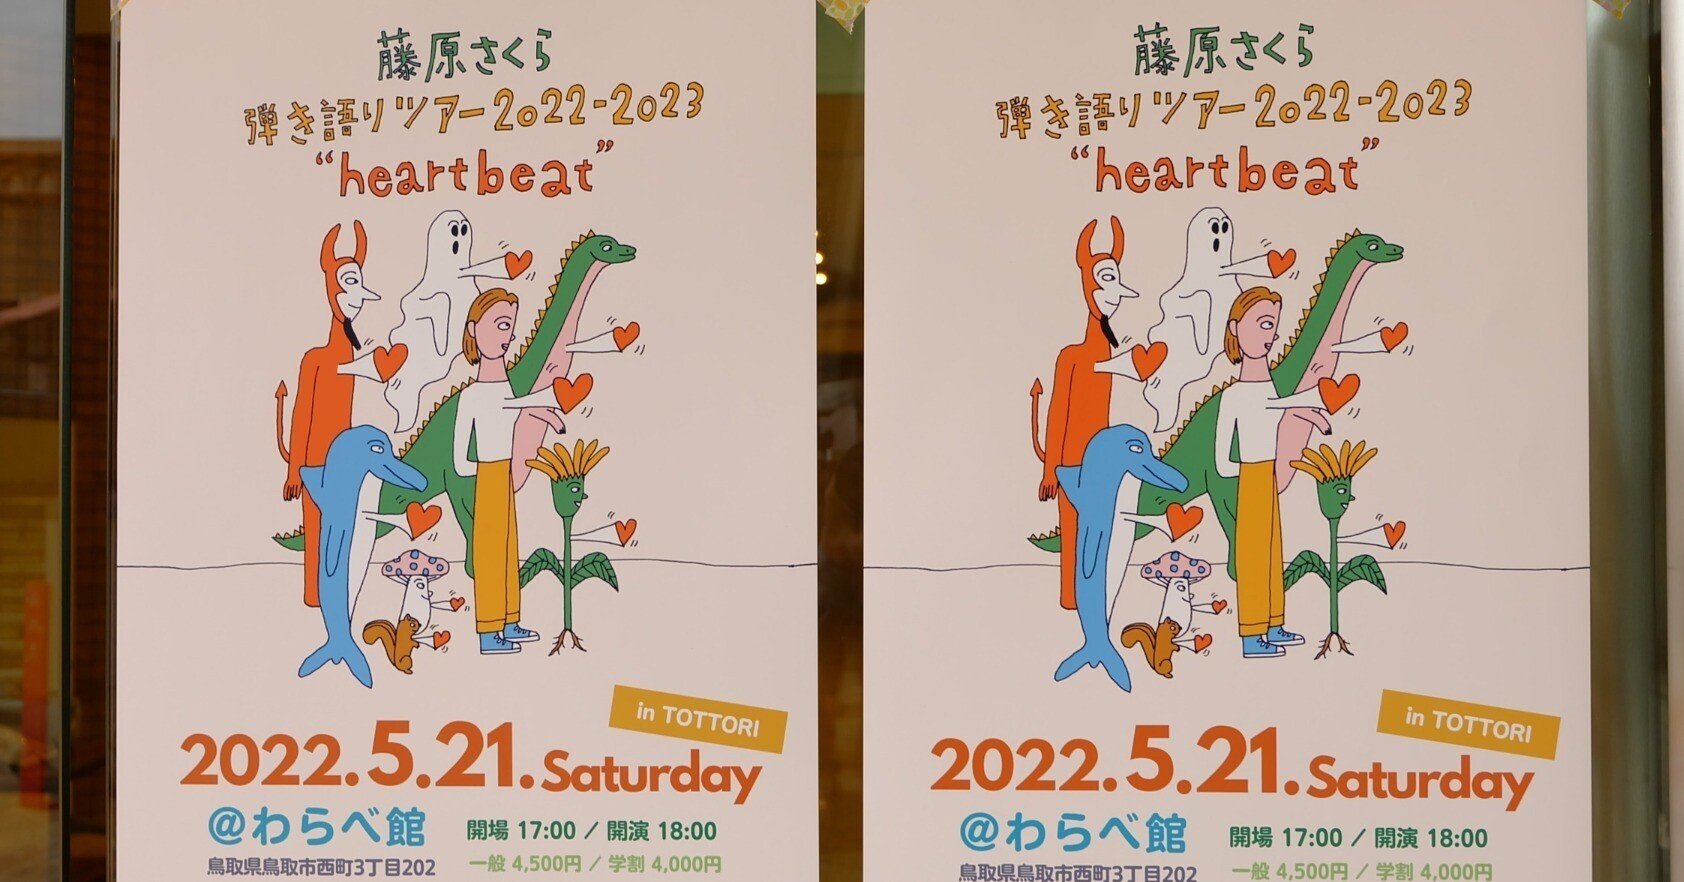 藤原さくら
弾き語りツアー2022-2023
“heartbeat”
in TOTTORI
2022.5.21.Saturday
@わらべ館
開場 17:00 / 開演 18:00
鳥取県鳥取市西町3丁目202
一般 4,500円 / 学割 4,000円
藤原さくら
弾き語りツアー2022-2023
“heartbeat”
in TOTTORI
2022.5.21.Saturday
@わらべ館
開場 17:00 / 開演 18:00
鳥取県鳥取市西町3丁目202
一般 4,500円 / 学割 4,000円